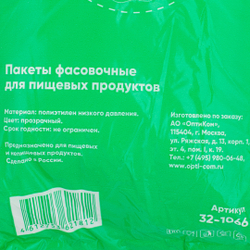 Пакеты фасовочные
для пищевых продуктов
Материал: полиэтилен низкого давления.
Цвет: прозрачный.
Срок годности: не ограничен.
Предназначено для пищевых
и непищевых продуктов.
Сделано в России.
Изготовлено по заказу:
АО «ОптиКом»,
115404, г. Москва,
ул. Ряжская, д. 13, корп. 1,
эт. 4, пом. I, к. 19.
Тел.: +7 (495) 980-06-48.
www.opti-com.ru
Артикул
32-1046